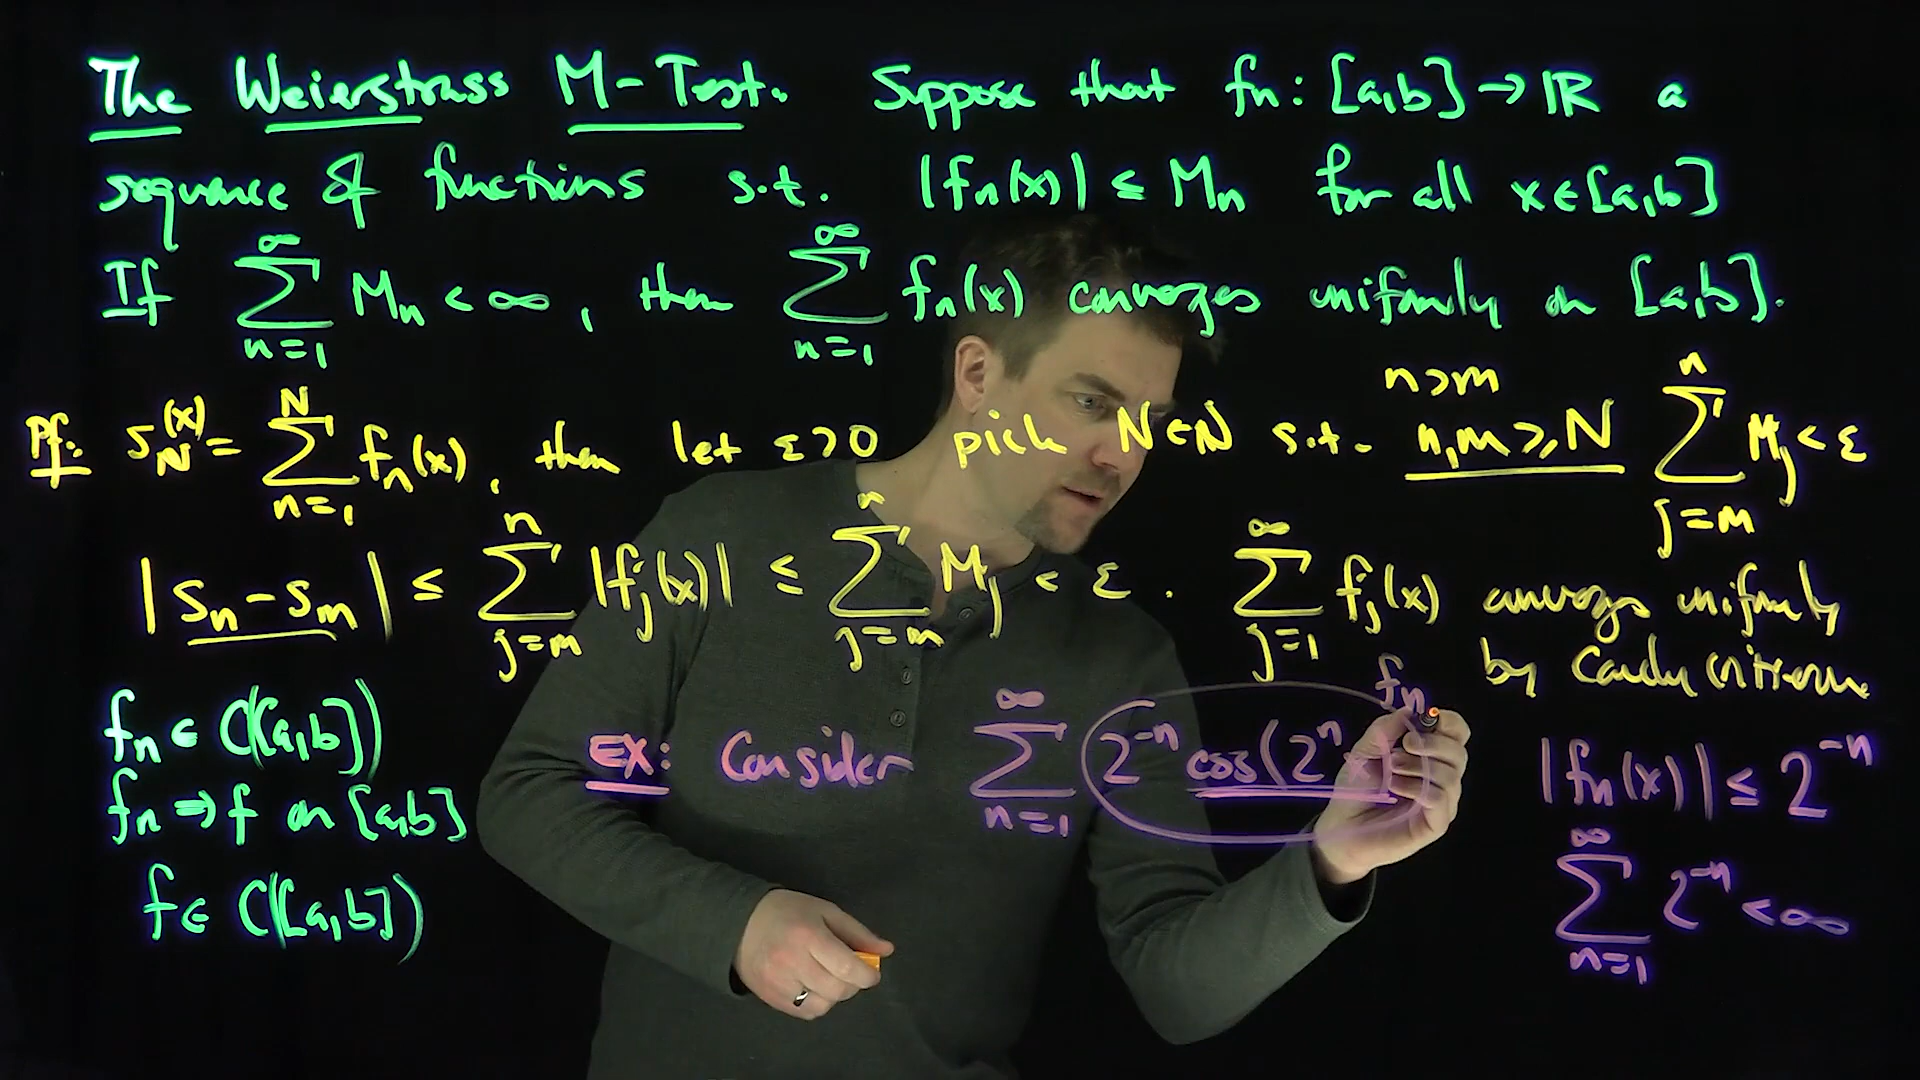 The Weierstrass M-Test. Suppose that fn: [a,b] → ℝ a
sequence of functions s.t. |fn(x)| ≤ Mn for all x∈[a,b]
If ∑_{n=1}^{∞} Mn < ∞, then ∑_{n=1}^{∞} fn(x) converges uniformly on [a,b].
n>m
Pf: S_N(x) = ∑_{n=1}^{N} fn(x), then let ε>0 pick N∈ℕ s.t. n,m ≥ N ∑_{j=m}^{n} Mj < ε
|Sn - Sm| ≤ ∑_{j=m}^{n} |fj(x)| ≤ ∑_{j=m}^{n} Mj < ε. ∑_{j=1}^{∞} fj(x) converges uniformly
by Cauchy criterion
fn ∈ C([a,b])
fn ⇒ f on [a,b]
f ∈ C([a,b])
Ex: Consider ∑_{n=1}^{∞} 2^{-n} cos(2^n x)
fn
|fn(x)| ≤ 2^{-n}
∑_{n=1}^{∞} 2^{-n} < ∞